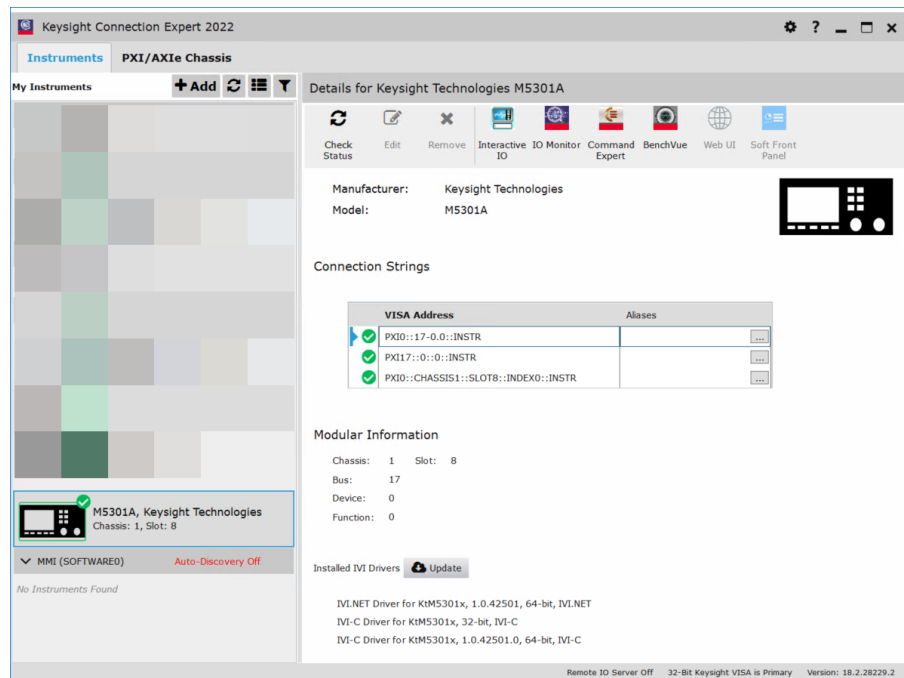 Keysight Connection Expert 2022
Instruments PXI/AXIe Chassis
My Instruments
Add
Details for Keysight Technologies M5301A
Check Status
Edit
Remove
Interactive IO
IO Monitor
Command Expert
BenchVue
Web UI
Soft Front Panel
Manufacturer: Keysight Technologies
Model: M5301A
Connection Strings
VISA Address Aliases
PXI0::17-0.0::INSTR ...
PXI17::0::0::INSTR ...
PXI0::CHASSIS1::SLOT8::INDEX0::INSTR ...
Modular Information
Chassis: 1 Slot: 8
Bus: 17
Device: 0
Function: 0
M5301A, Keysight Technologies
Chassis: 1, Slot: 8
MMI (SOFTWARE0) Auto-Discovery Off
No Instruments Found
Installed IVI Drivers Update
IVI.NET Driver for KtM5301x, 1.0.42501, 64-bit, IVI.NET
IVI-C Driver for KtM5301x, 32-bit, IVI-C
IVI-C Driver for KtM5301x, 1.0.42501.0, 64-bit, IVI-C
Remote IO Server Off 32-Bit Keysight VISA is Primary Version: 18.2.28229.2